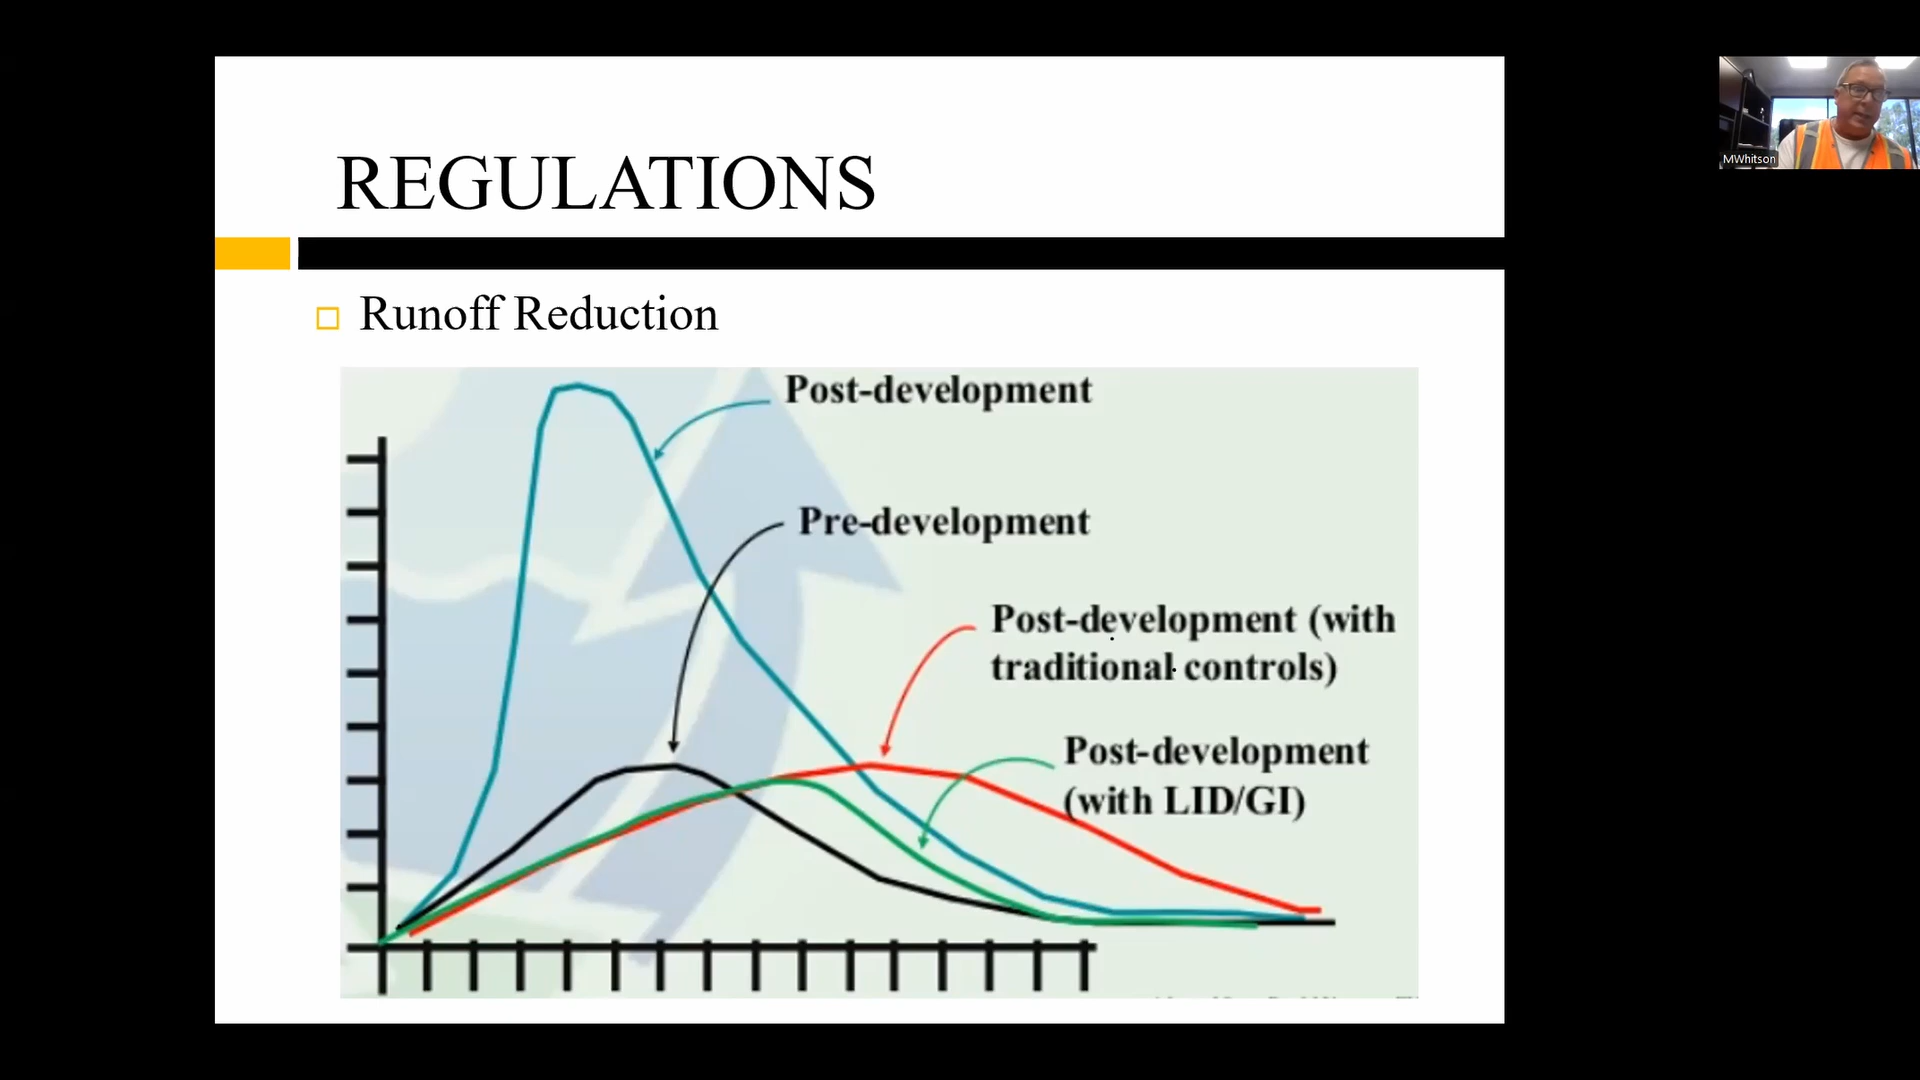 REGULATIONS
Runoff Reduction
Post-development
Pre-development
Post-development (with
traditional controls)
Post-development
(with LID/GI)
MWhitson